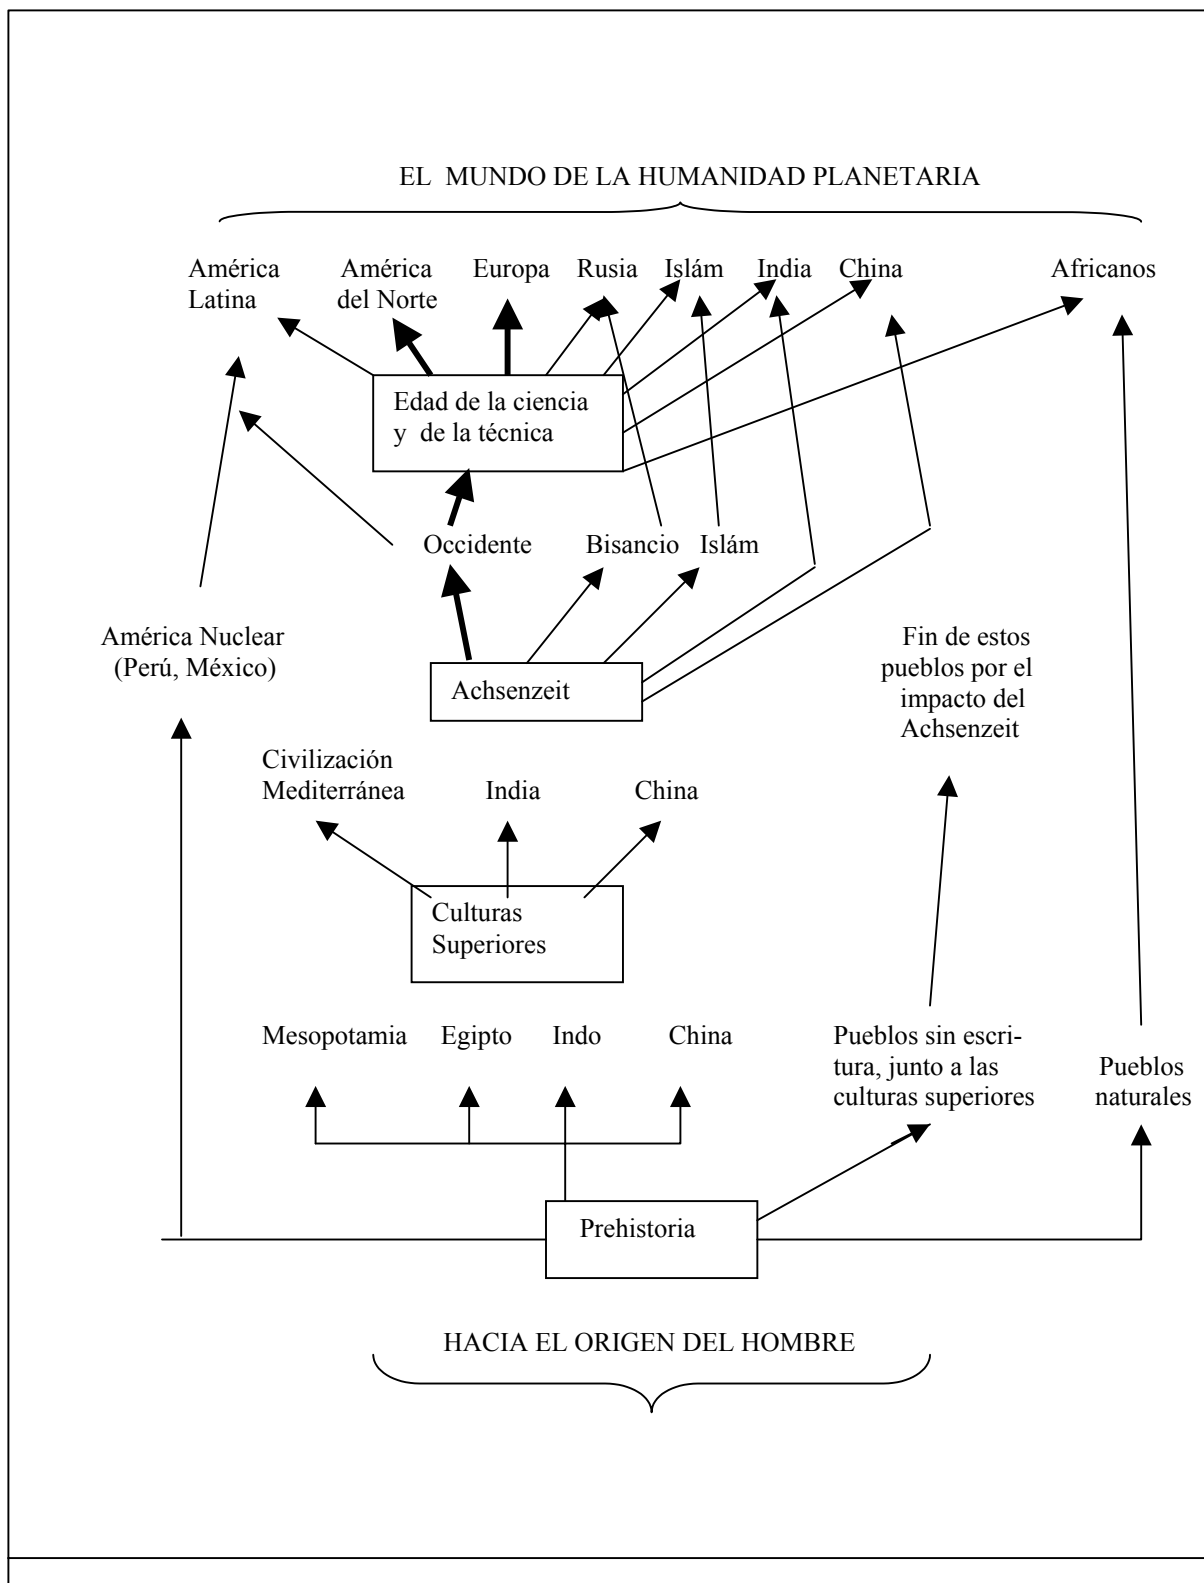 EL MUNDO DE LA HUMANIDAD PLANETARIA
América
Latina
América
del Norte
Europa
Rusia
Islám
India
China
Africanos
Edad de la ciencia
y de la técnica
Occidente
Bisancio
Islám
América Nuclear
(Perú, México)
Fin de estos
pueblos por el
impacto del
Achsenzeit
Achsenzeit
Civilización
Mediterránea
India
China
Culturas
Superiores
Mesopotamia
Egipto
Indo
China
Pueblos sin escri-
tura, junto a las
culturas superiores
Pueblos
naturales
Prehistoria
HACIA EL ORIGEN DEL HOMBRE